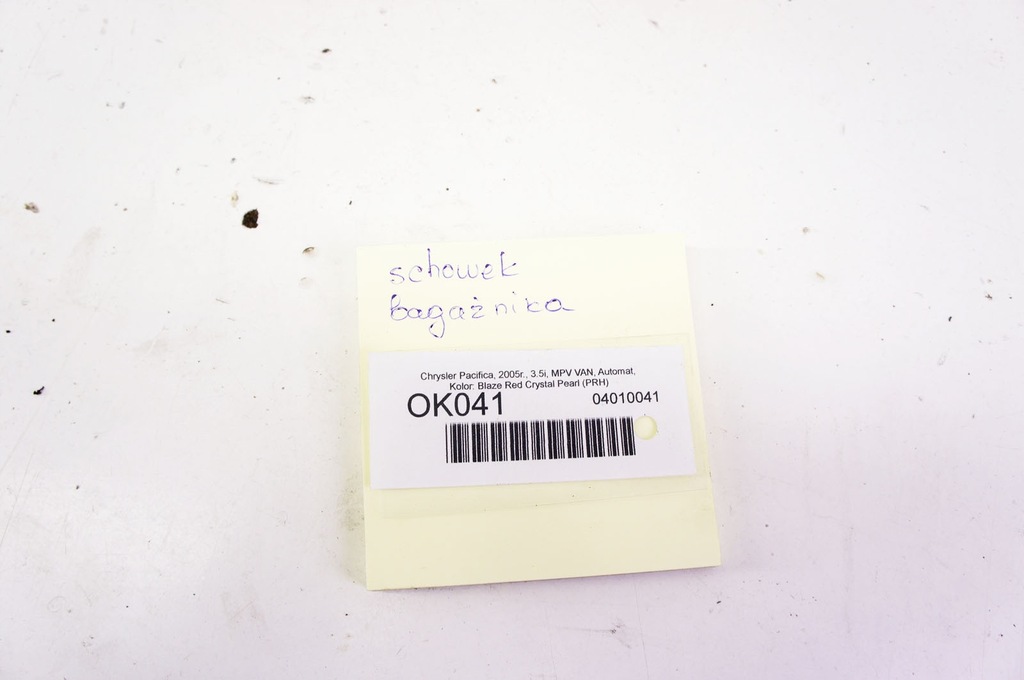 schowek
bagażnika
Chrysler Pacifica, 2005r., 3.5i, MPV VAN, Automat,
Kolor: Blaze Red Crystal Pearl (PRH)
OK041 04010041